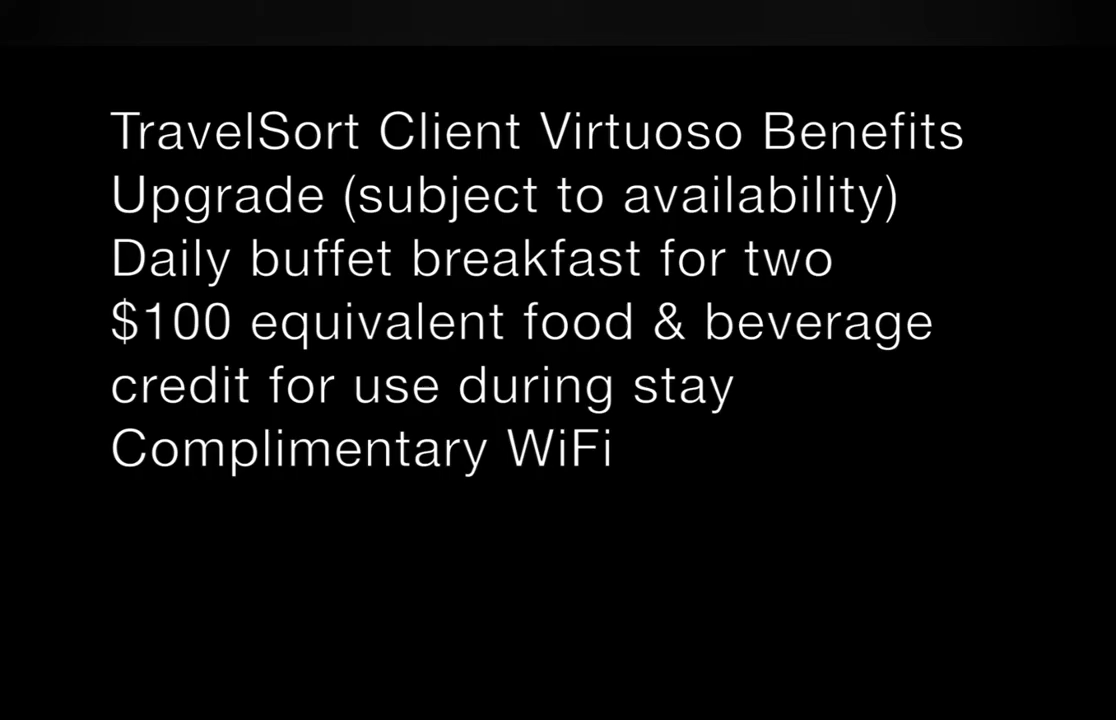 TravelSort Client Virtuoso Benefits
Upgrade (subject to availability)
Daily buffet breakfast for two
$100 equivalent food & beverage
credit for use during stay
Complimentary WiFi